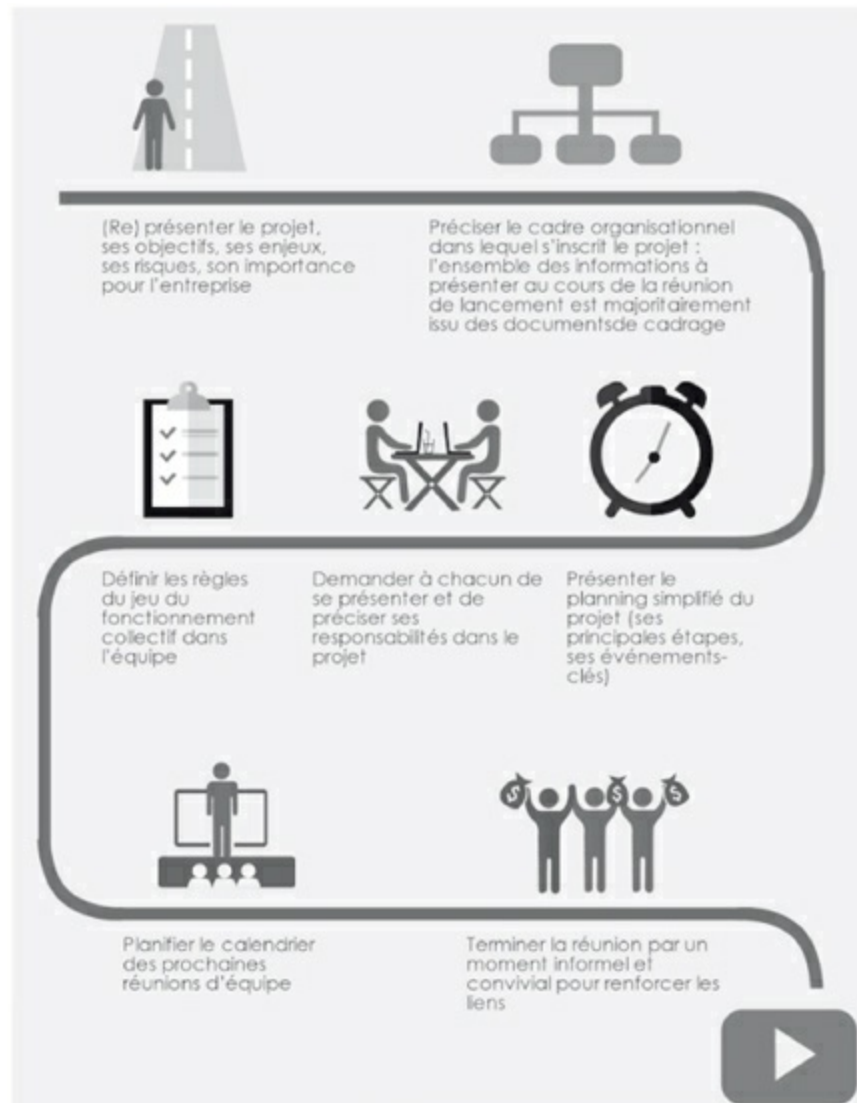 (Re) présenter le projet,
ses objectifs, ses enjeux,
ses risques, son importance
pour l'entreprise
Préciser le cadre organisationnel
dans lequel s'inscrit le projet :
l'ensemble des informations à
présenter au cours de la réunion
de lancement est majoritairement
issu des documentsde cadrage
Définir les règles
du jeu du
fonctionnement
collectif dans
l'équipe
Demander à chacun de
se présenter et de
préciser ses
responsabilités dans le
projet
Présenter le
planning simplifié du
projet (ses
principales étapes,
ses événements-
clés)
Planifier le calendrier
des prochaines
réunions d'équipe
$ $ $
Terminer la réunion par un
moment informel et
convivial pour renforcer les
liens